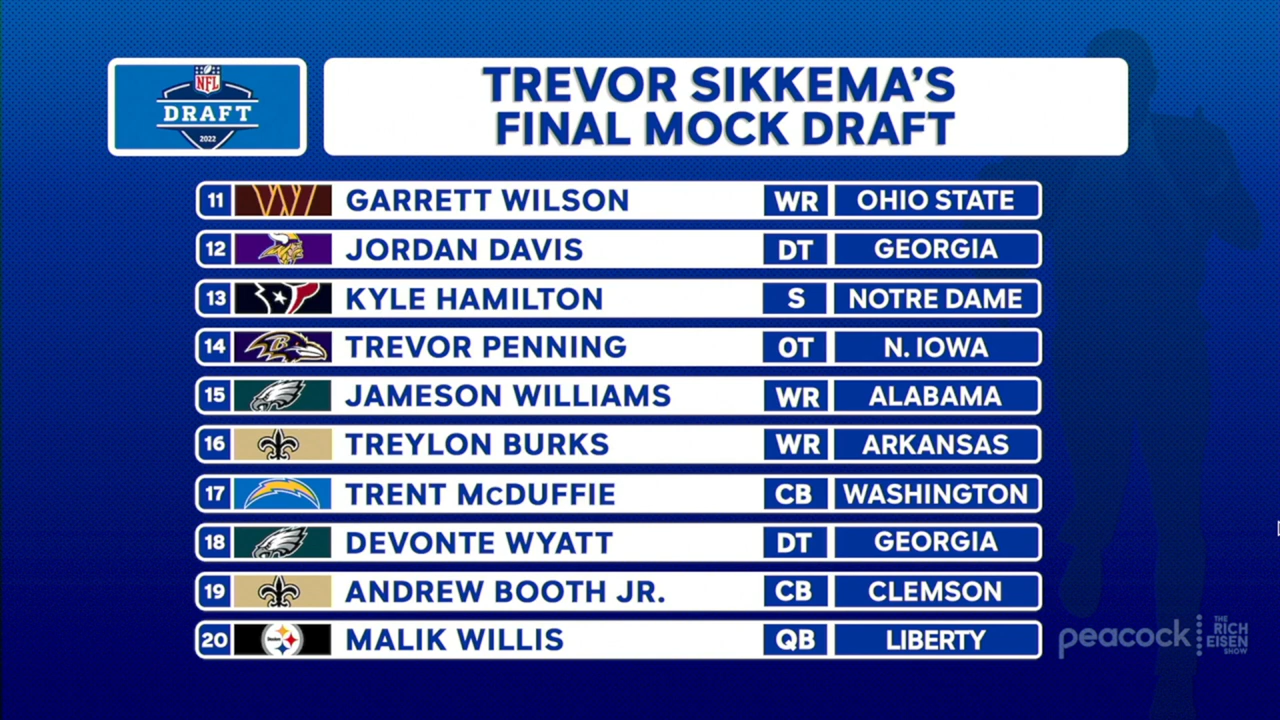 NFL
DRAFT
2022
TREVOR SIKKEMA'S
FINAL MOCK DRAFT
11 W GARRETT WILSON WR OHIO STATE
12 JORDAN DAVIS DT GEORGIA
13 KYLE HAMILTON S NOTRE DAME
14 B TREVOR PENNING OT N. IOWA
15 JAMESON WILLIAMS WR ALABAMA
16 TREYLON BURKS WR ARKANSAS
17 TRENT McDUFFIE CB WASHINGTON
18 DEVONTE WYATT DT GEORGIA
19 ANDREW BOOTH JR. CB CLEMSON
20 Steelers MALIK WILLIS QB LIBERTY
peacock
THE
RICH
EISEN
SHOW